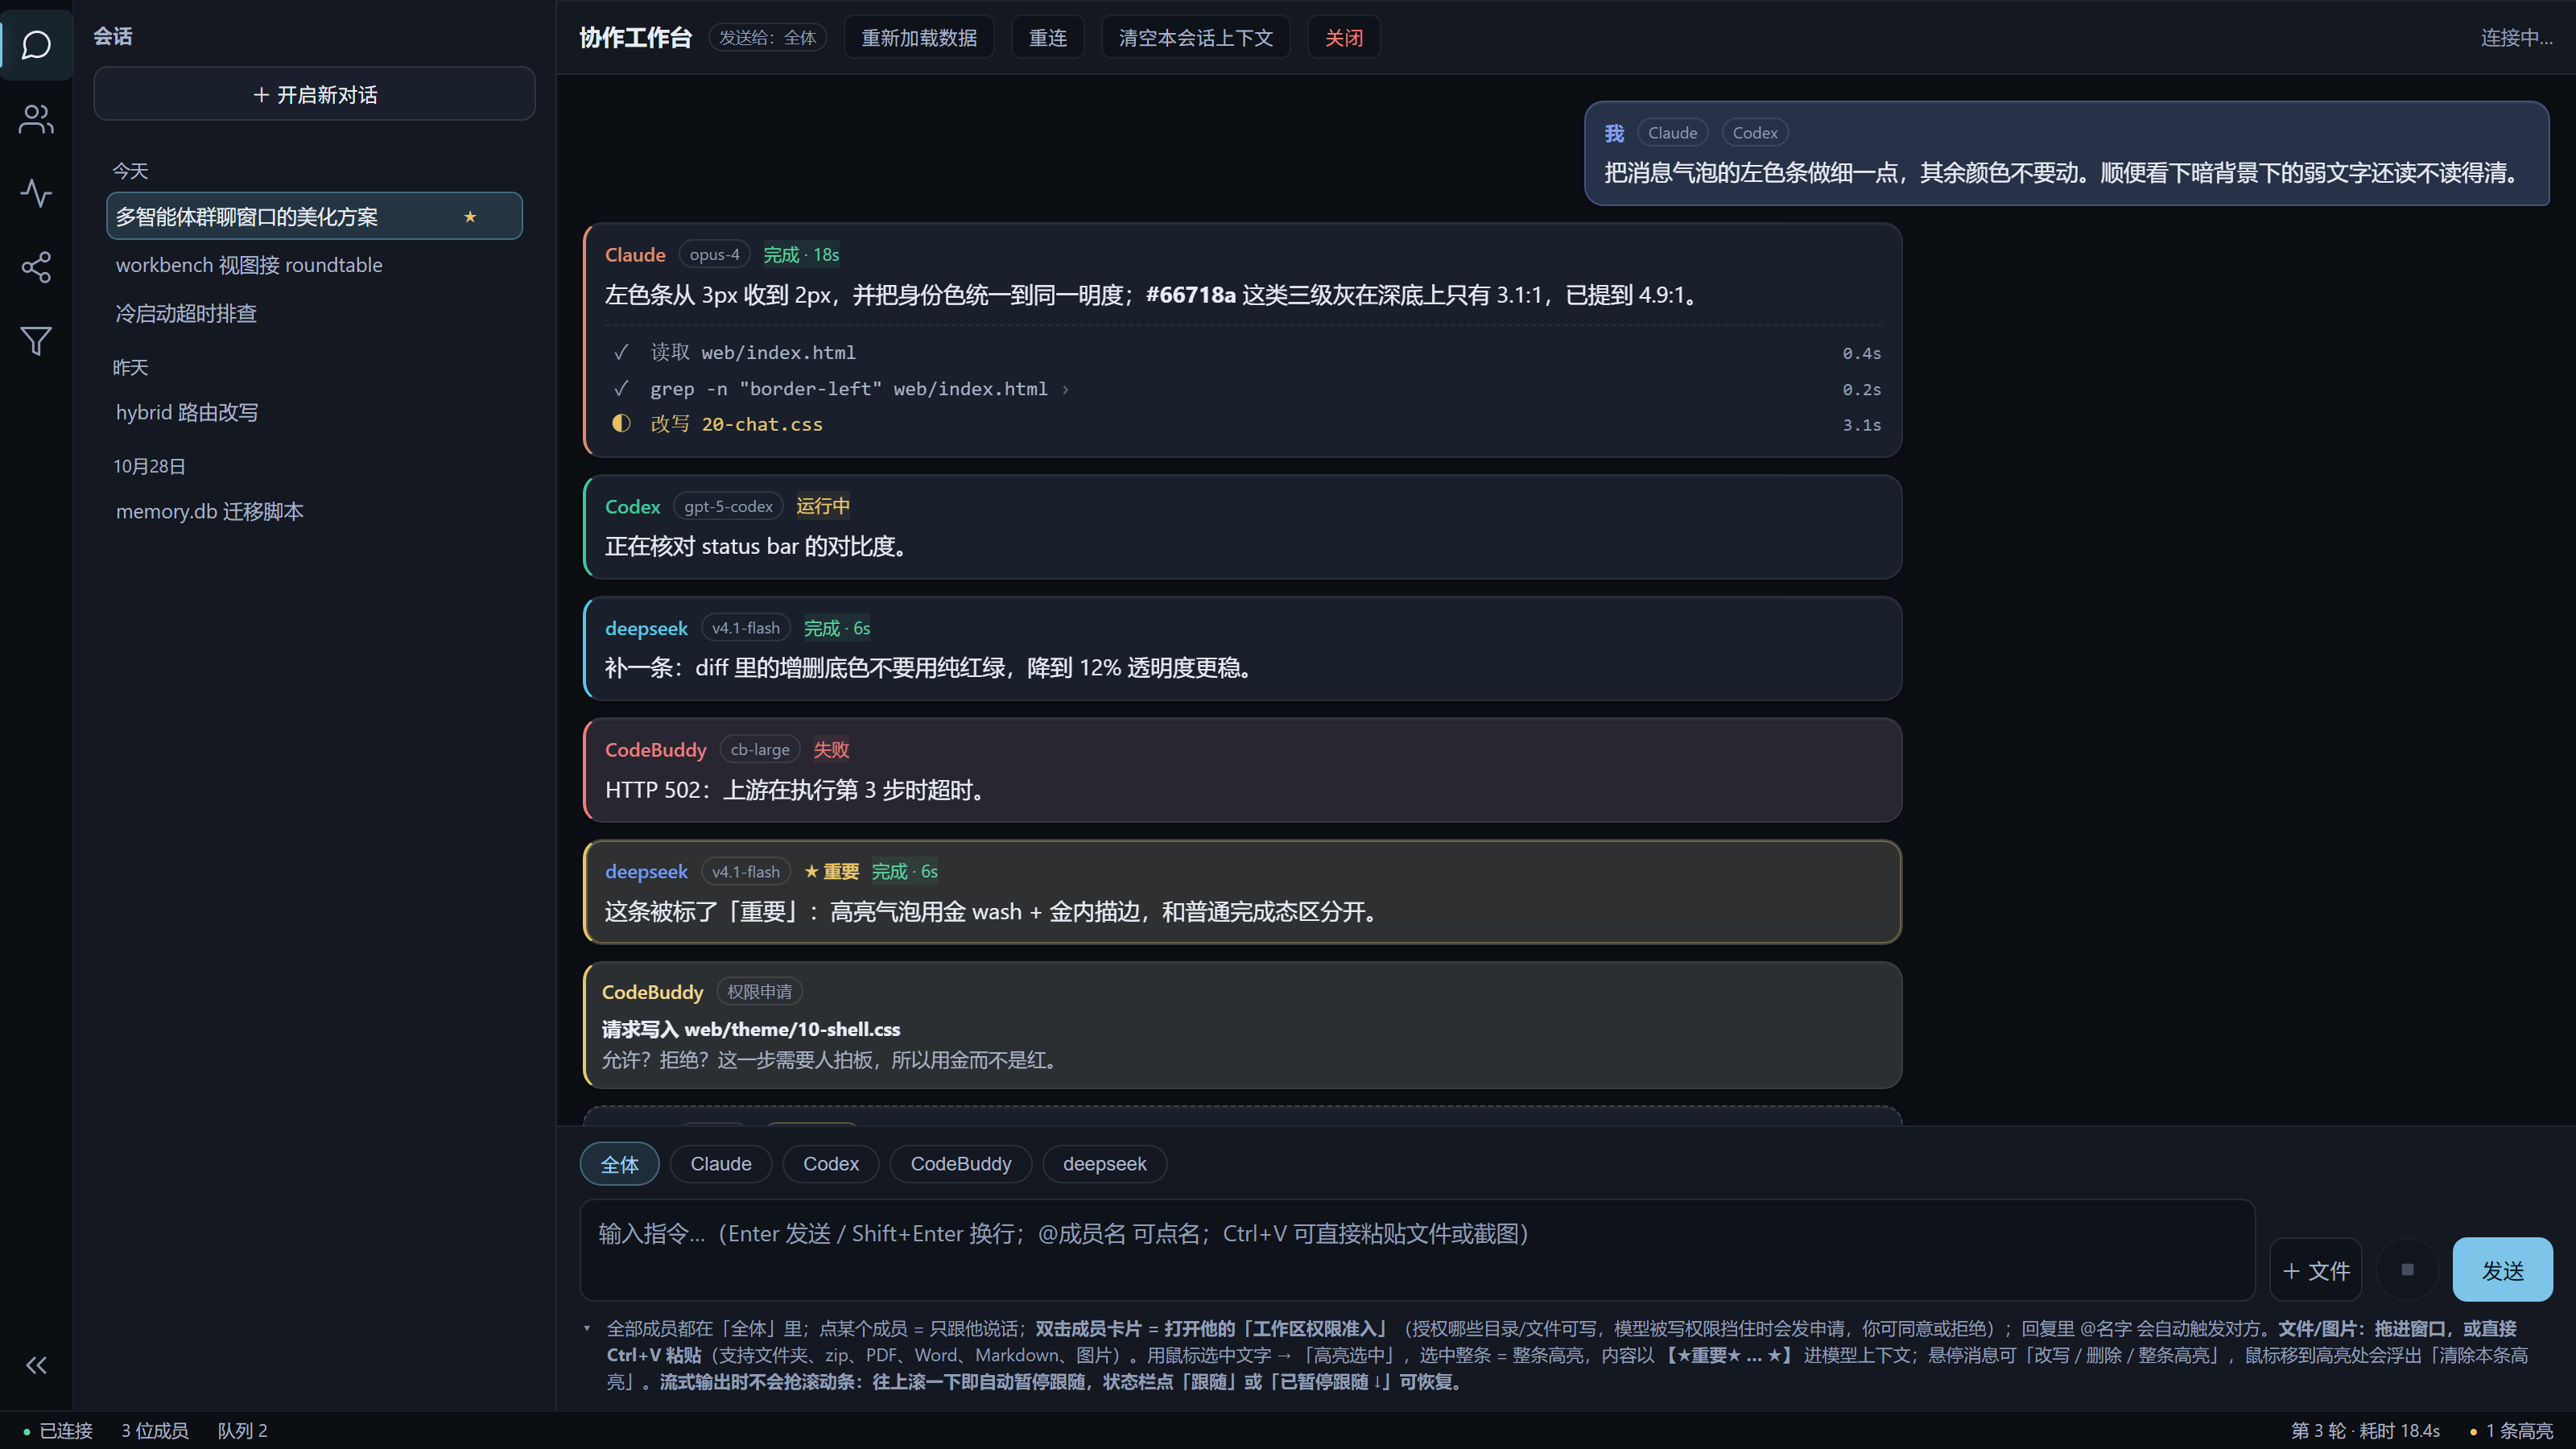 会话
+ 开启新对话
今天
多智能体群聊窗口的美化方案 ★
workbench 视图接 roundtable
冷启动超时排查
昨天
hybrid 路由改写
10月28日
memory.db 迁移脚本
协作工作台 发送给：全体 重新加载数据 重连 清空本会话上下文 关闭 连接中...
我 Claude Codex
把消息气泡的左色条做细一点，其余颜色不要动。顺便看下暗背景下的弱文字还读不读得清。
Claude opus-4 完成 · 18s
左色条从 3px 收到 2px，并把身份色统一到同一明度；#66718a 这类三级灰在深底上只有 3.1:1，已提到 4.9:1。
✓ 读取 web/index.html 0.4s
✓ grep -n "border-left" web/index.html › 0.2s
◐ 改写 20-chat.css 3.1s
Codex gpt-5-codex 运行中
正在核对 status bar 的对比度。
deepseek v4.1-flash 完成 · 6s
补一条：diff 里的增删底色不要用纯红绿，降到 12% 透明度更稳。
CodeBuddy cb-large 失败
HTTP 502：上游在执行第 3 步时超时。
deepseek v4.1-flash ★ 重要 完成 · 6s
这条被标了「重要」：高亮气泡用金 wash + 金内描边，和普通完成态区分开。
CodeBuddy 权限申请
请求写入 web/theme/10-shell.css
允许？拒绝？这一步需要人拍板，所以用金而不是红。
全体 Claude Codex CodeBuddy deepseek
输入指令...（Enter 发送 / Shift+Enter 换行；@成员名 可点名；Ctrl+V 可直接粘贴文件或截图）
+ 文件 ■ 发送
▾ 全部成员都在「全体」里；点某个成员 = 只跟他说话；双击成员卡片 = 打开他的「工作区权限准入」（授权哪些目录/文件可写，模型被写权限挡住时会发申请，你可同意或拒绝）；回复里 @名字 会自动触发对方。文件/图片：拖进窗口，或直接
Ctrl+V 粘贴（支持文件夹、zip、PDF、Word、Markdown、图片）。用鼠标选中文字 → 「高亮选中」，选中整条 = 整条高亮，内容以【★重要★ ... ★】进模型上下文；悬停消息可「改写 / 删除 / 整条高亮」，鼠标移到高亮处会浮出「清除本条高
亮」。流式输出时不会抢滚动条：往上滚一下即自动暂停跟随，状态栏点「跟随」或「已暂停跟随 ↓」可恢复。
● 已连接 3 位成员 队列 2 第 3 轮 · 耗时 18.4s ● 1 条高亮